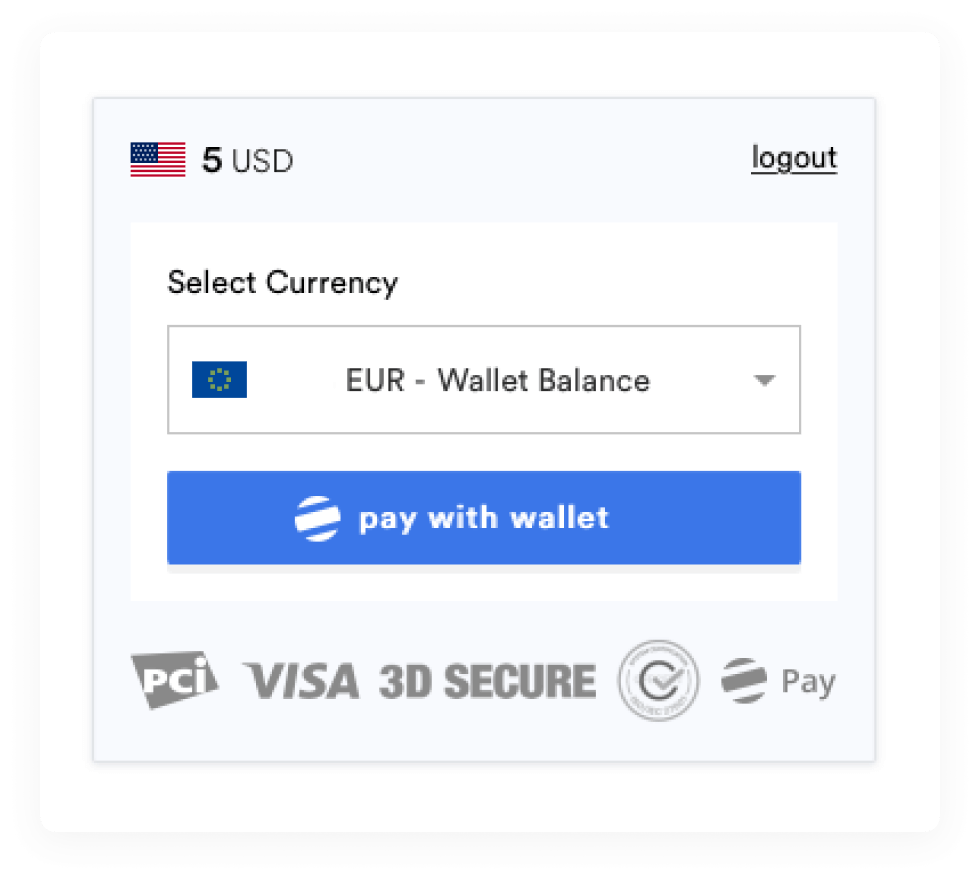 5 USD
logout
Select Currency
EUR - Wallet Balance
pay with wallet
PCi VISA 3D SECURE Pay